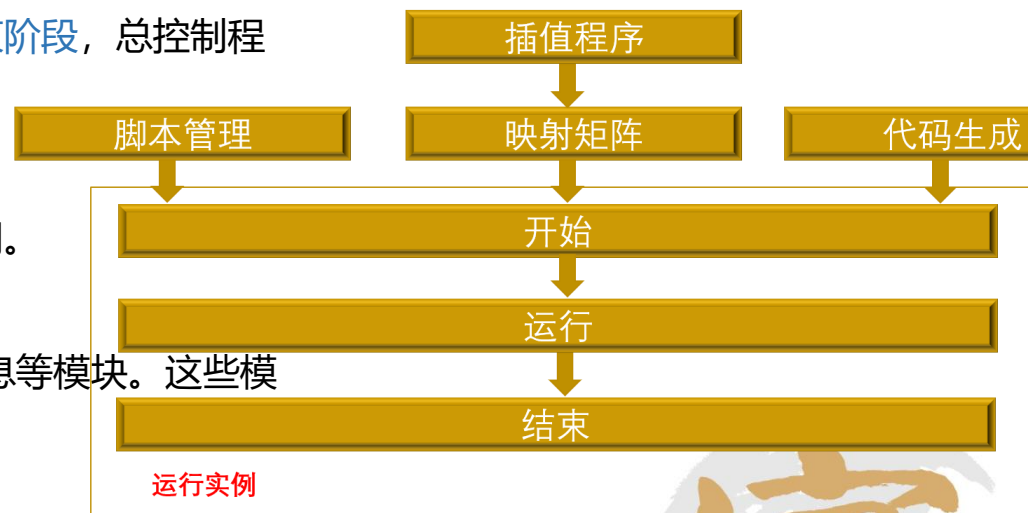 阶段，总控制程
插值程序
脚本管理
映射矩阵
代码生成
开始
。
运行
息等模块。这些模
结束
运行实例